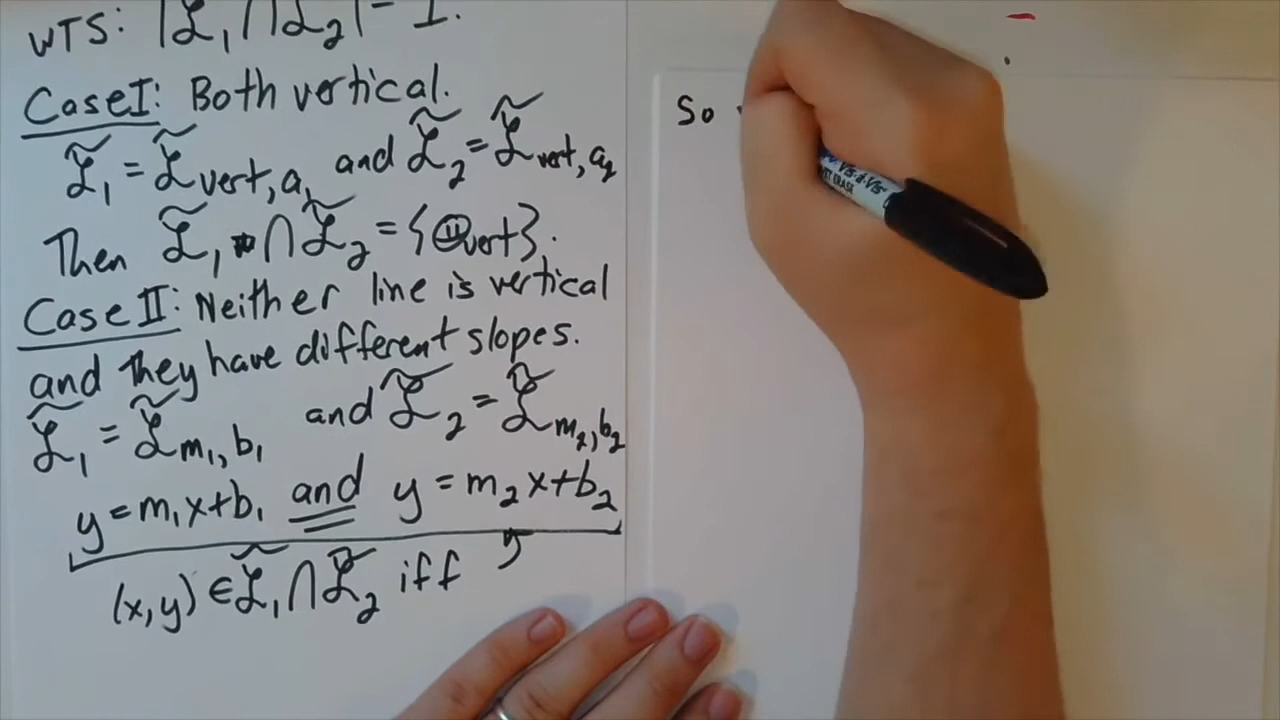 WTS: |𝓛̃₁∩𝓛̃₂| = 1.
Case I: Both vertical.
𝓛̃₁ = 𝓛̃vert,a₁ and 𝓛̃₂ = 𝓛̃vert,a₂
Then 𝓛̃₁ ∩ 𝓛̃₂ = {∞vert}.
Case II: Neither line is vertical
and they have different slopes.
𝓛̃₁ = 𝓛̃m₁,b₁ and 𝓛̃₂ = 𝓛̃m₂,b₂
y = m₁x+b₁ and y = m₂x+b₂
(x,y) ∈ 𝓛̃₁ ∩ 𝓛̃₂ iff
So